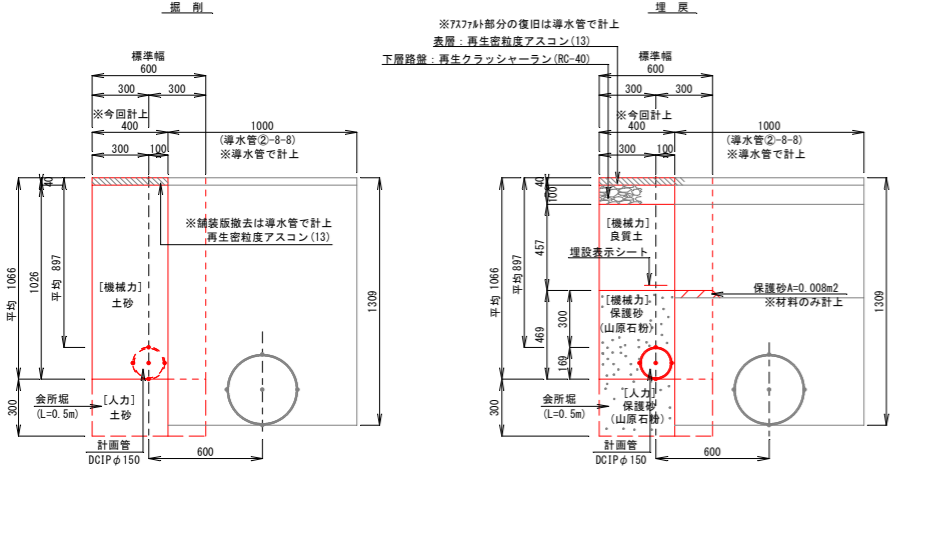 掘 削
標準幅
600
300 300
※今回計上
400 1000
(導水管②-8-8)
※導水管で計上
300 100
40
平均 1066
1026
平均 897
※舗装版撤去は導水管で計上
再生密粒度アスコン(13)
[機械力]
土砂
1309
300
会所堀
(L=0.5m)
[人力]
土砂
計画管
DCIPφ150
600
埋 戻
※アスファルト部分の復旧は導水管で計上
表層：再生密粒度アスコン(13)
下層路盤：再生クラッシャーラン(RC-40)
標準幅
600
300 300
※今回計上
400 1000
(導水管②-8-8)
※導水管で計上
300 100
40
100
平均 1066
平均897
457
[機械力]
良質土
埋設表示シート
保護砂A=0.008m2
※材料のみ計上
[機械力]
保護砂
(山原石粉)
469
300
169
1309
300
会所堀
(L=0.5m)
[人力]
保護砂
(山原石粉)
計画管
DCIPφ150
600